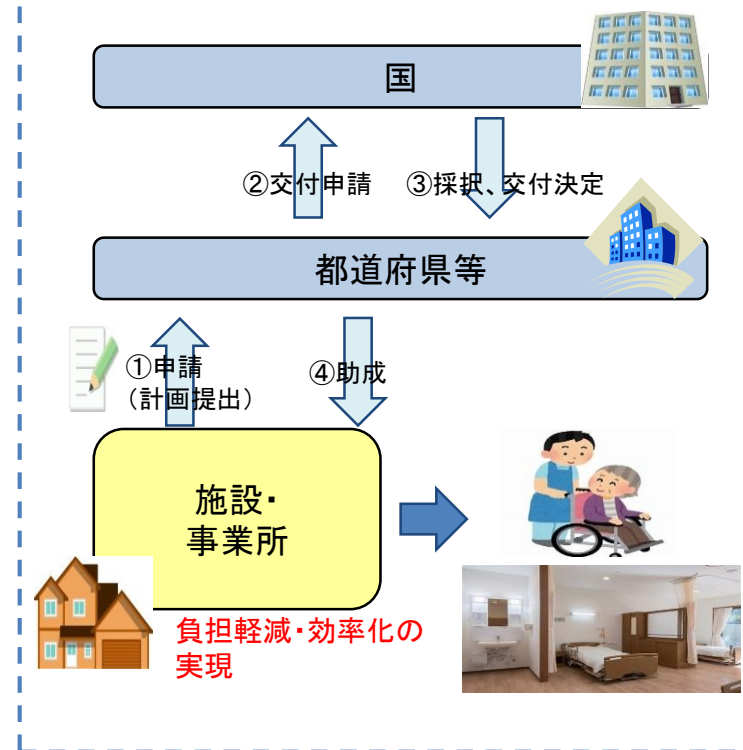 国
②交付申請
③採択、交付決定
都道府県等
①申請
（計画提出）
④助成
施設・
事業所
負担軽減・効率化の
実現